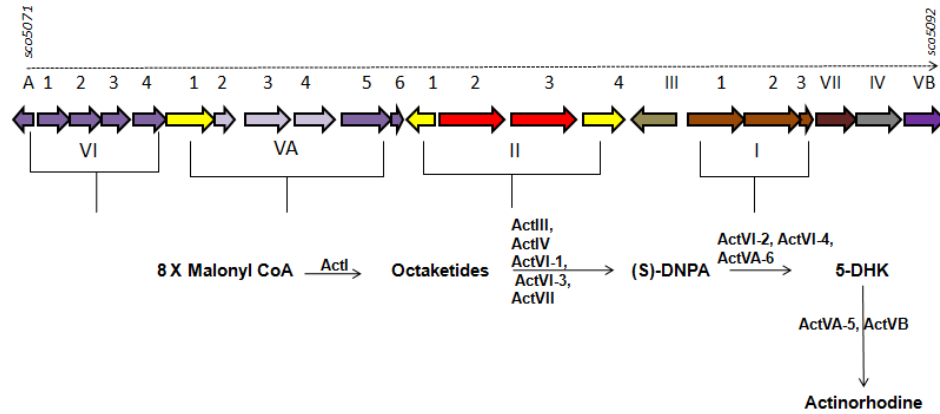 sco5071 sco5092
A 1 2 3 4 1 2 3 4 5 6 1 2 3 4 III 1 2 3 VII IV VB
VI VA II I
8 X Malonyl CoA ActI Octaketides
ActIII,
ActIV
ActVI-1,
ActVI-3,
ActVII
(S)-DNPA
ActVI-2, ActVI-4,
ActVA-6
5-DHK
ActVA-5, ActVB
Actinorhodine